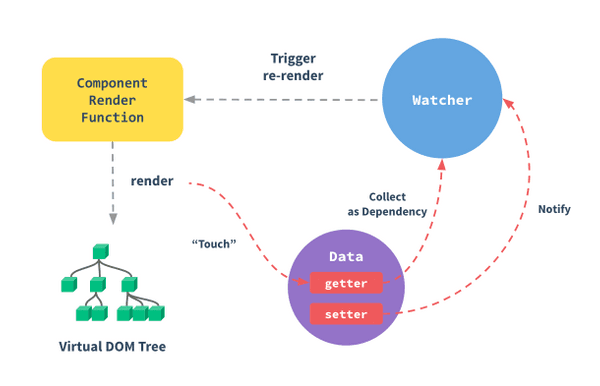 Trigger
re-render
Component
Render
Function
Watcher
render
Collect
as Dependency
Notify
“Touch”
Data
getter
setter
Virtual DOM Tree